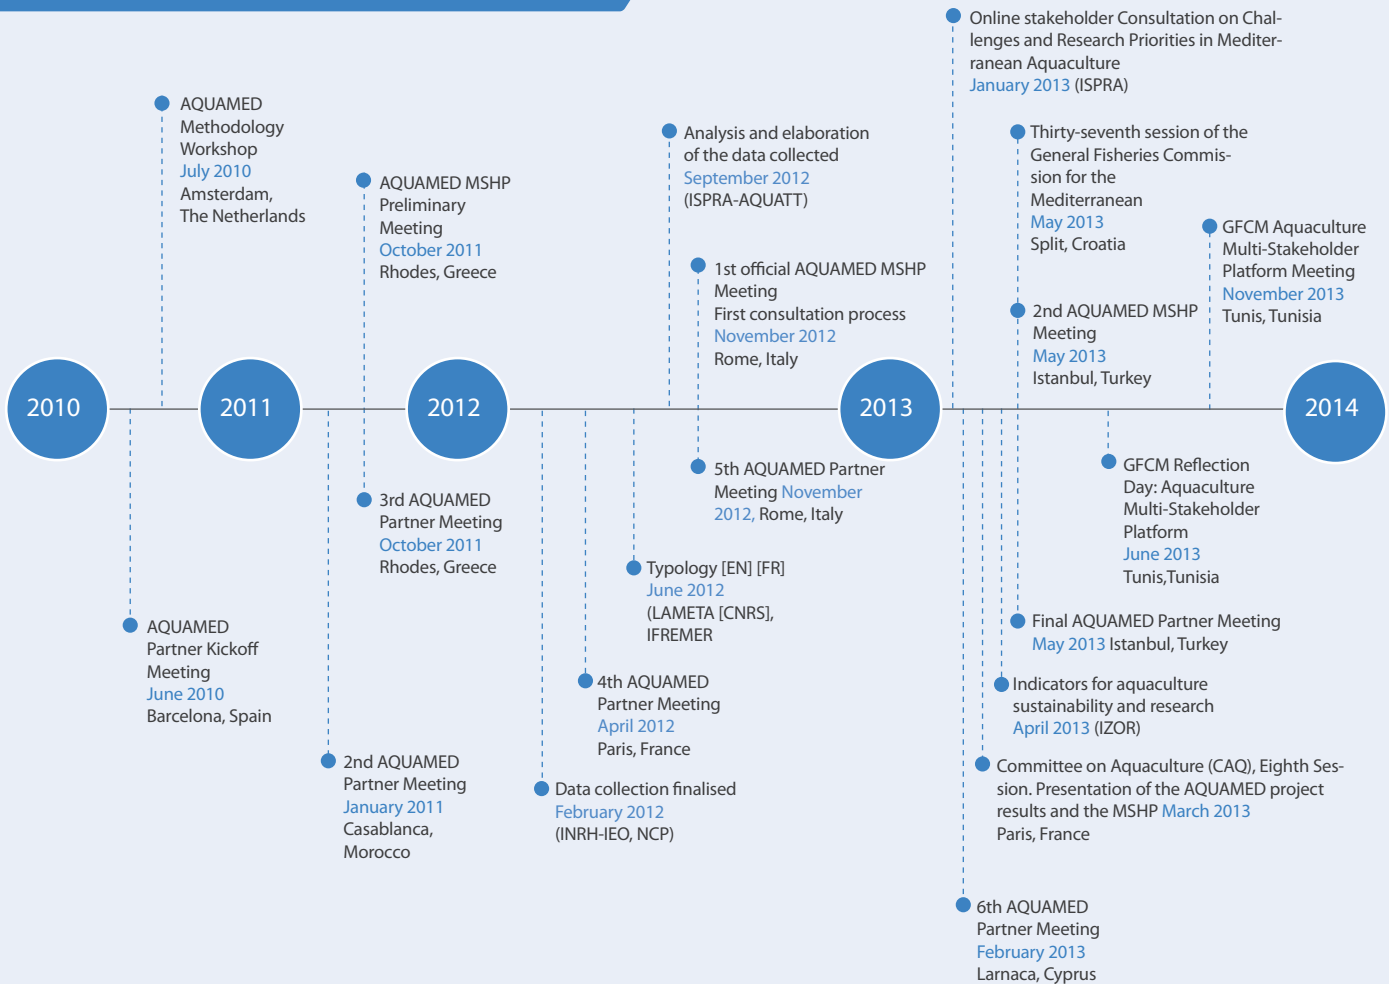 Online stakeholder Consultation on Chal-
lenges and Research Priorities in Mediter-
ranean Aquaculture
January 2013 (ISPRA)
AQUAMED
Methodology
Workshop
July 2010
Amsterdam,
The Netherlands
AQUAMED MSHP
Preliminary
Meeting
October 2011
Rhodes, Greece
Analysis and elaboration
of the data collected
September 2012
(ISPRA-AQUATT)
1st official AQUAMED MSHP
Meeting
First consultation process
November 2012
Rome, Italy
Thirty-seventh session of the
General Fisheries Commis-
sion for the
Mediterranean
May 2013
Split, Croatia
2nd AQUAMED MSHP
Meeting
May 2013
Istanbul, Turkey
GFCM Aquaculture
Multi-Stakeholder
Platform Meeting
November 2013
Tunis, Tunisia
2010
2011
2012
2013
2014
AQUAMED
Partner Kickoff
Meeting
June 2010
Barcelona, Spain
2nd AQUAMED
Partner Meeting
January 2011
Casablanca,
Morocco
3rd AQUAMED
Partner Meeting
October 2011
Rhodes, Greece
Data collection finalised
February 2012
(INRH-IEO, NCP)
4th AQUAMED
Partner Meeting
April 2012
Paris, France
Typology [EN] [FR]
June 2012
(LAMETA [CNRS],
IFREMER
5th AQUAMED Partner
Meeting November
2012, Rome, Italy
GFCM Reflection
Day: Aquaculture
Multi-Stakeholder
Platform
June 2013
Tunis,Tunisia
Final AQUAMED Partner Meeting
May 2013 Istanbul, Turkey
Indicators for aquaculture
sustainability and research
April 2013 (IZOR)
Committee on Aquaculture (CAQ), Eighth Ses-
sion. Presentation of the AQUAMED project
results and the MSHP March 2013
Paris, France
6th AQUAMED
Partner Meeting
February 2013
Larnaca, Cyprus